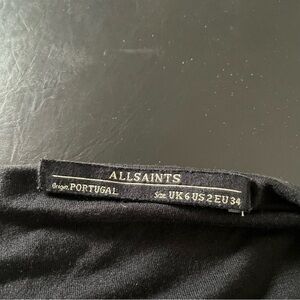 ALLSAINTS
Origin: PORTUGAL Size: UK 6 US 2 EU 34